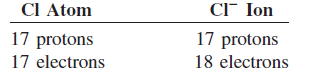 Cl Atom Cl⁻ Ion
17 protons 17 protons
17 electrons 18 electrons